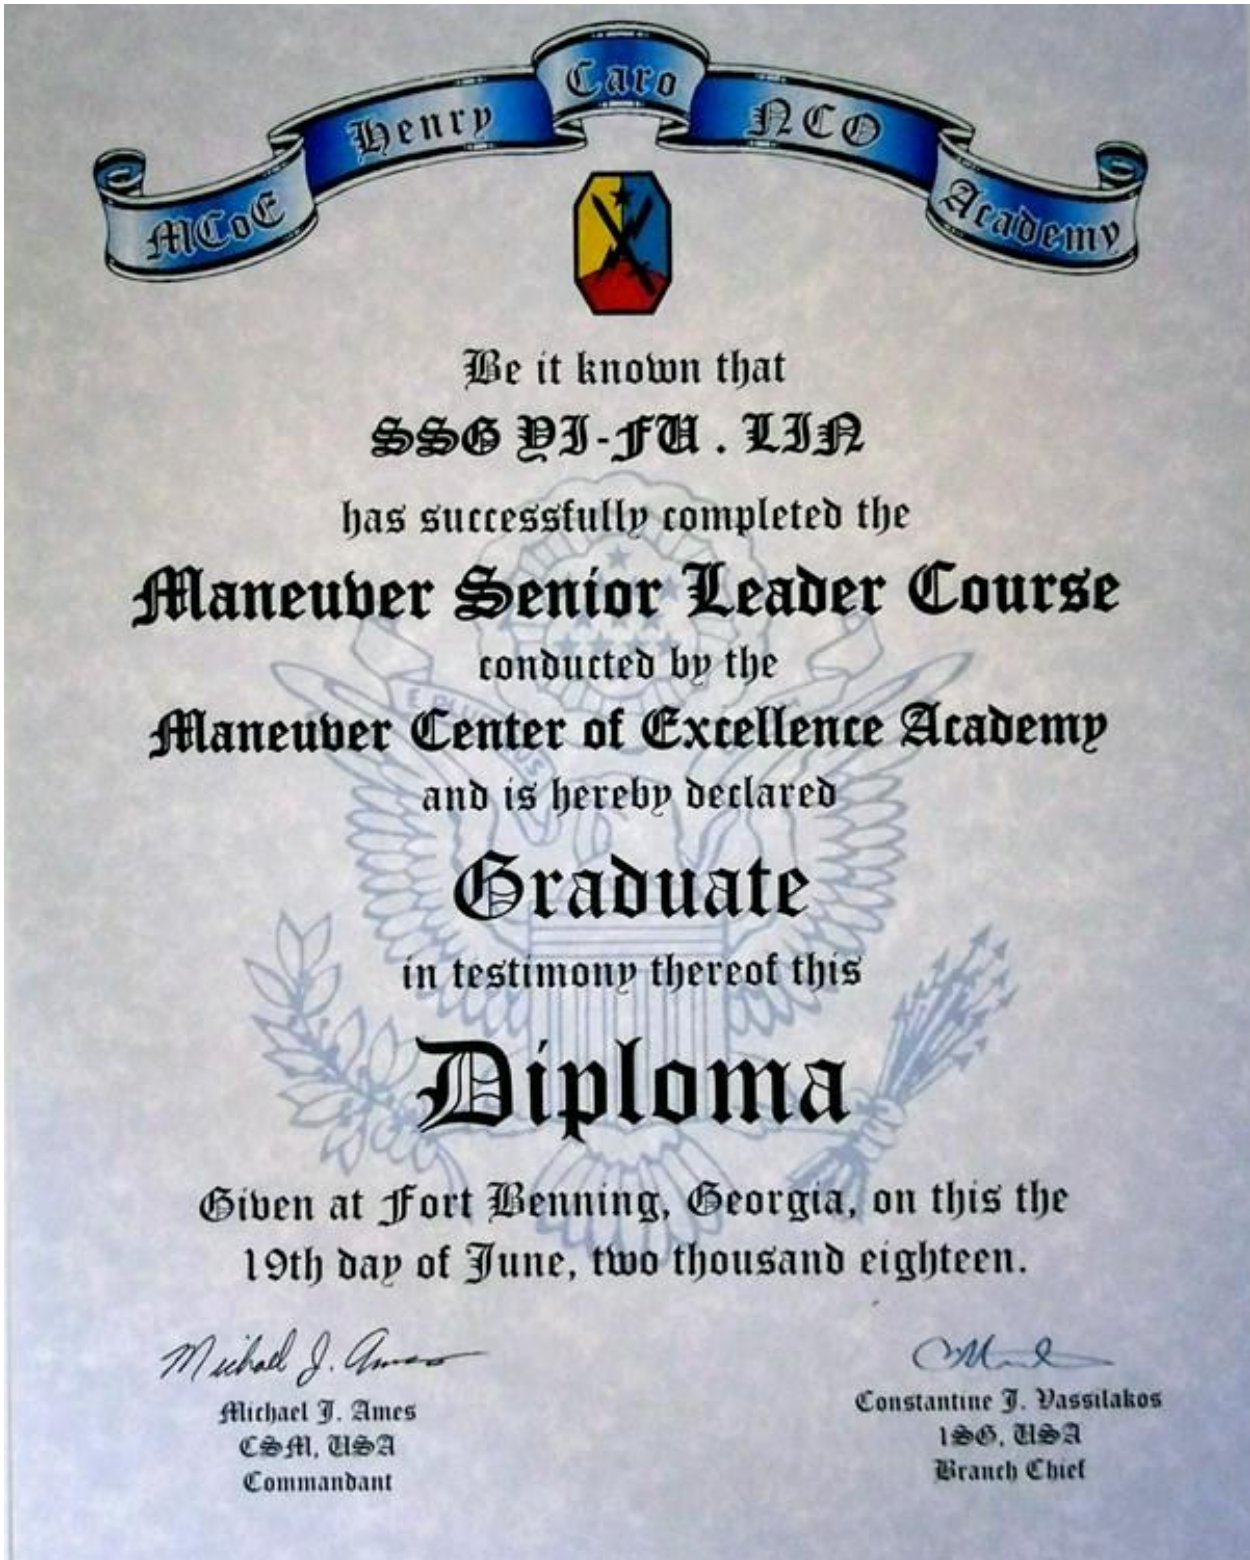 MCoE Henry Caro NCO Academy
Be it known that
SSG YI-FU . LIN
has successfully completed the
Maneuver Senior Leader Course
conducted by the
Maneuver Center of Excellence Academy
and is hereby declared
Graduate
in testimony thereof this
Diploma
Given at Fort Benning, Georgia, on this the
19th day of June, two thousand eighteen.
Michael J. Ames
Michael J. Ames
CSM, USA
Commandant
Constantine J. Vassilakos
1SG, USA
Branch Chief